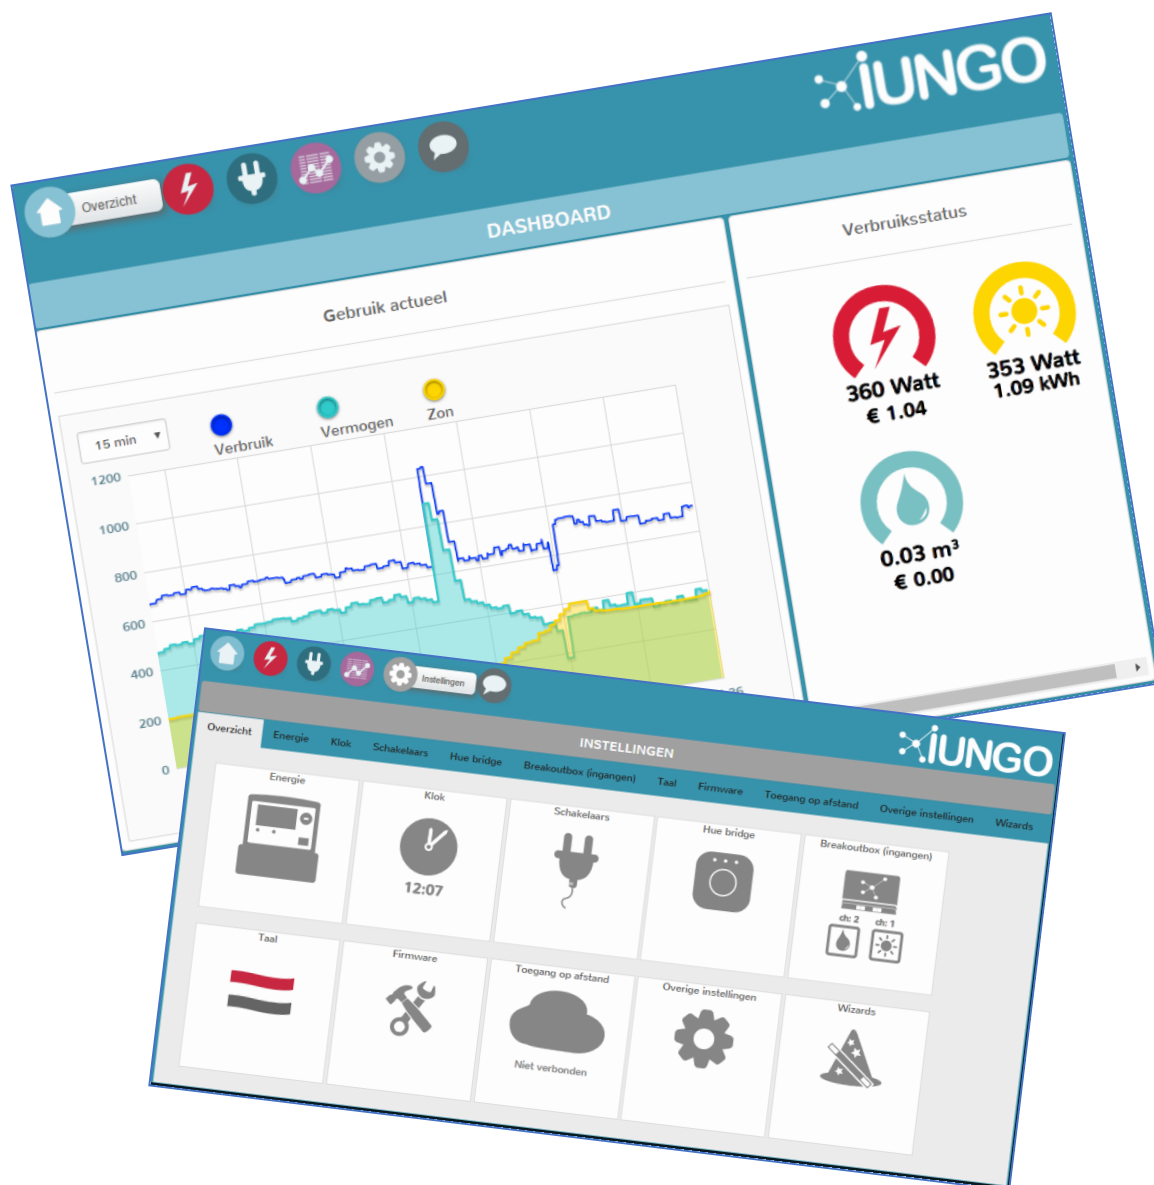 iUNGO
Overzicht
DASHBOARD
Gebruik actueel
Verbruiksstatus
15 min
Verbruik
Vermogen
Zon
1200
1000
800
600
400
200
0
360 Watt
€ 1.04
353 Watt
1.09 kWh
0.03 m³
€ 0.00
Instellingen
iUNGO
INSTELLINGEN
Overzicht Energie Klok Schakelaars Hue bridge Breakoutbox (ingangen) Taal Firmware Toegang op afstand Overige instellingen Wizards
Energie
Klok
12:07
Schakelaars
Hue bridge
Breakoutbox (ingangen)
ch: 2 ch: 1
Taal
Firmware
Toegang op afstand
Niet verbonden
Overige instellingen
Wizards